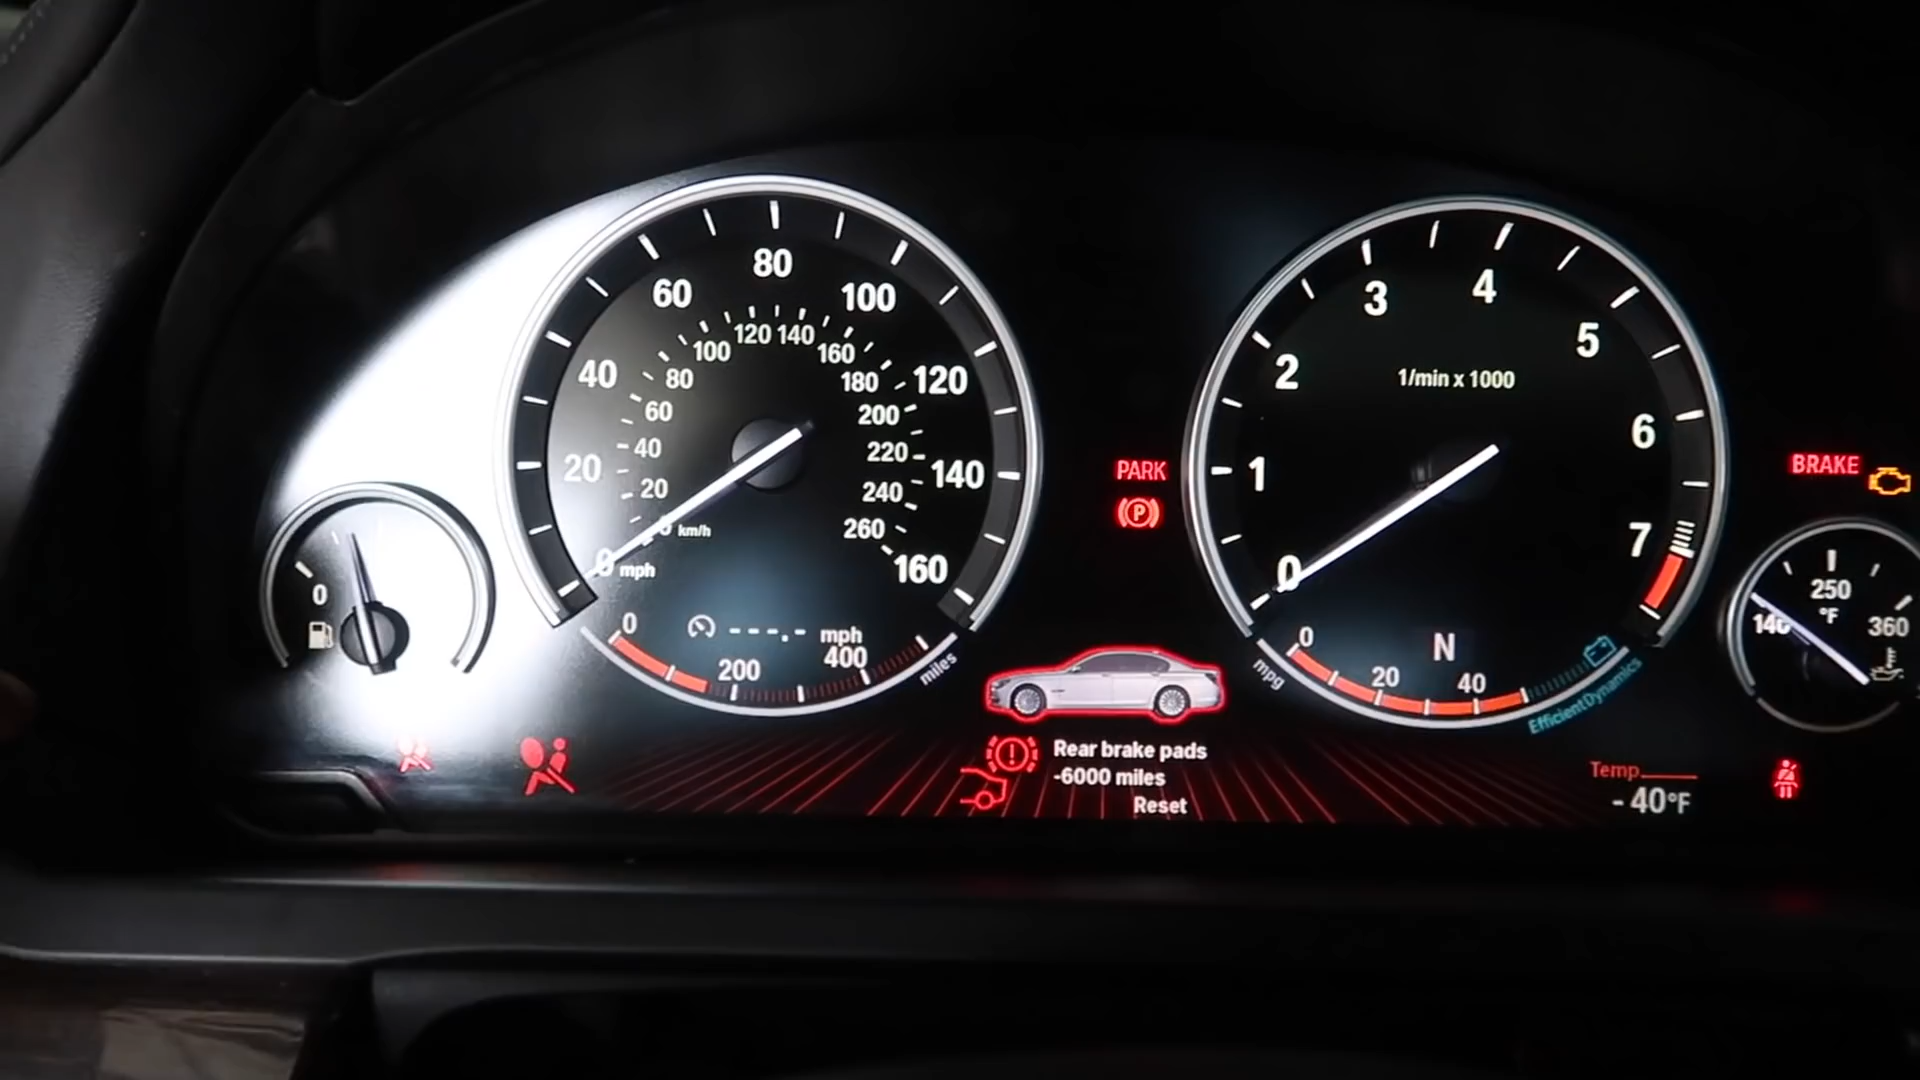 80
60
100
40
120
20
140
0
mph
160
120 140
100
160
80
180
60
200
40
220
20
240
km/h
260
0
---.- mph
200
400
miles
0
PARK
P
3
4
2
5
1/min x 1000
1
6
0
7
N
0
20
40
mpg
EfficientDynamics
BRAKE
250
°F
140
360
Rear brake pads
-6000 miles
Reset
Temp
- 40°F